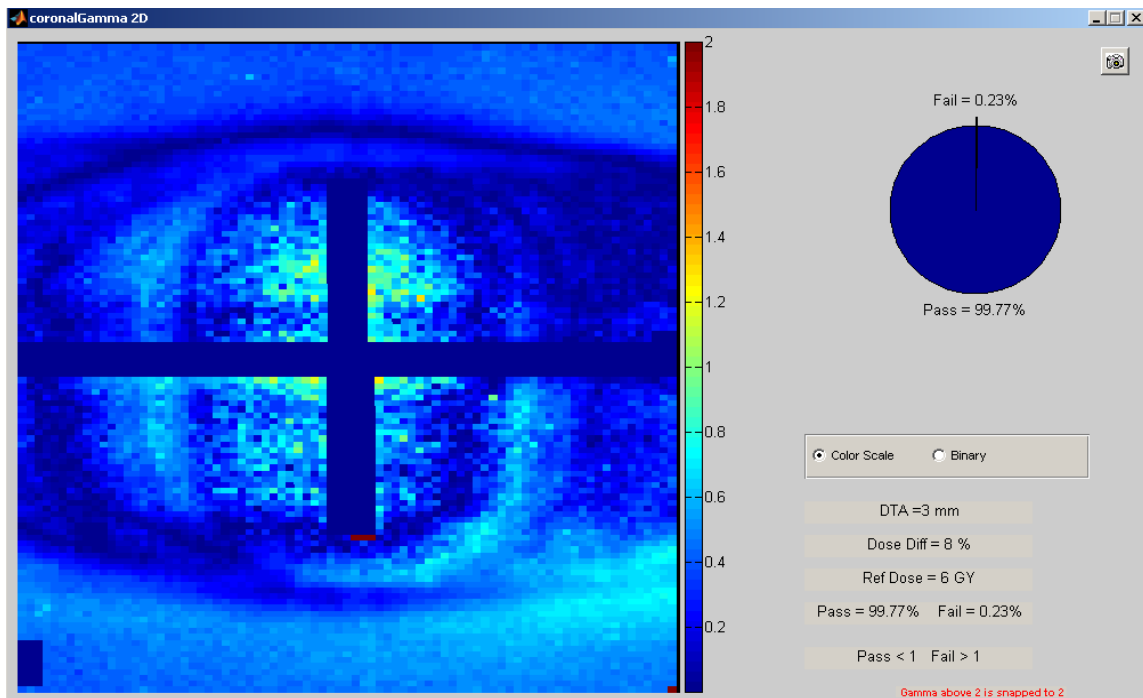 coronalGamma 2D
2
1.8
1.6
1.4
1.2
1
0.8
0.6
0.4
0.2
Fail = 0.23%
Pass = 99.77%
Color Scale Binary
DTA =3 mm
Dose Diff = 8 %
Ref Dose = 6 GY
Pass = 99.77% Fail = 0.23%
Pass < 1 Fail > 1
Gamma above 2 is snapped to 2